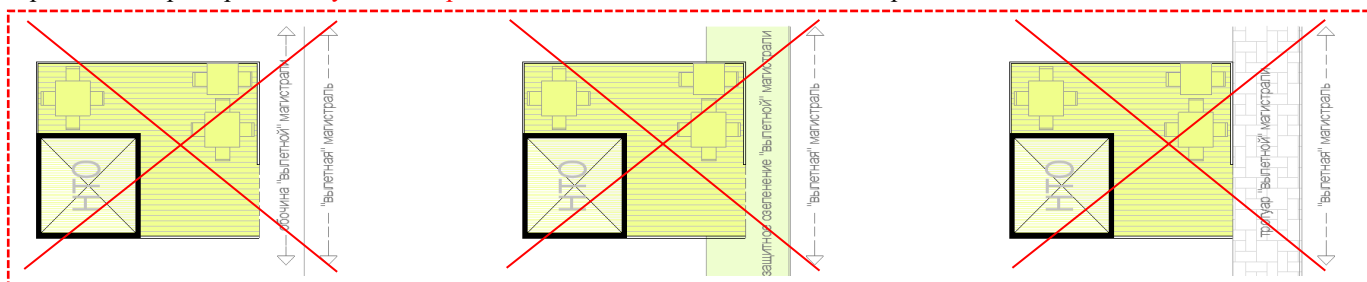 НТО
обочина "вылетной" магистрали
"вылетная" магистраль
НТО
защитное озеленение "вылетной" магистрали
"вылетная" магистраль
НТО
тротуар "вылетной" магистрали
"вылетная" магистраль